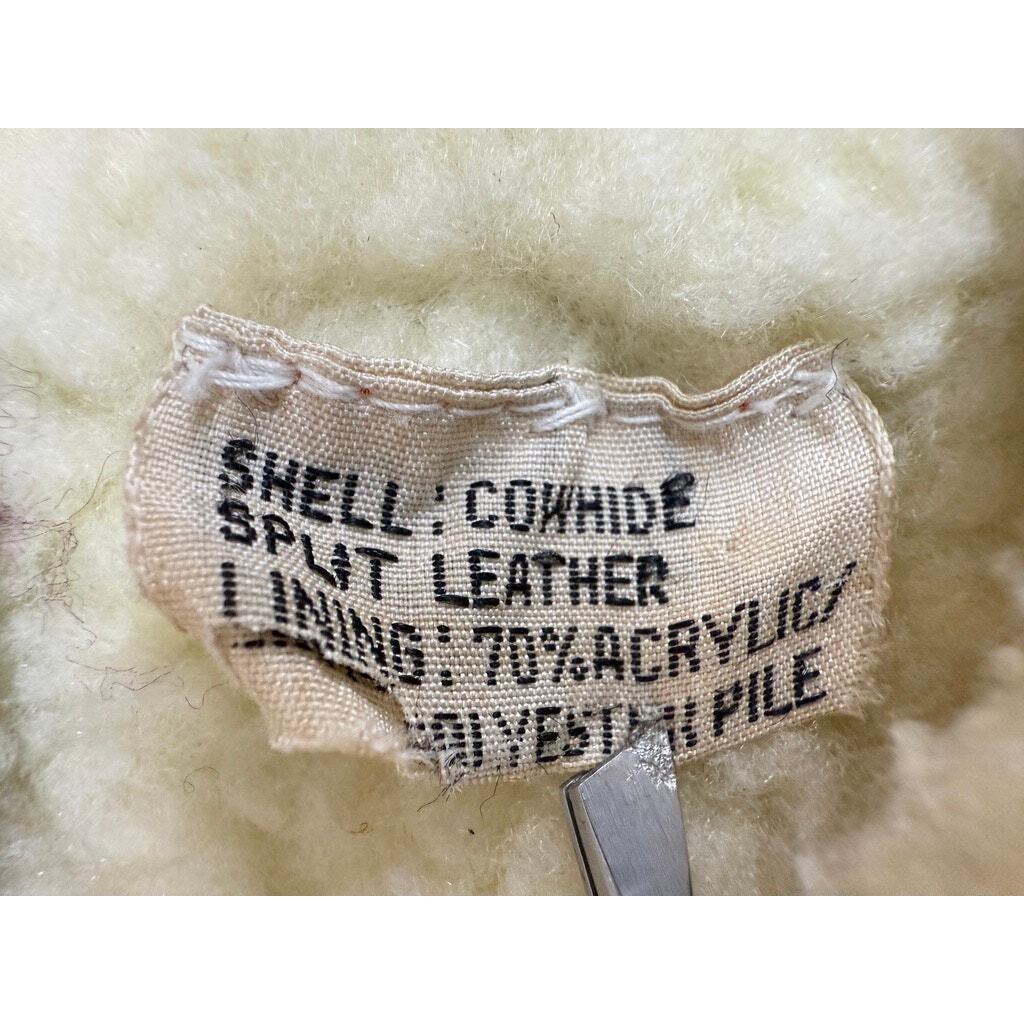 SHELL: COWHIDE
SPLIT LEATHER
LINING: 70% ACRYLIC
PILE